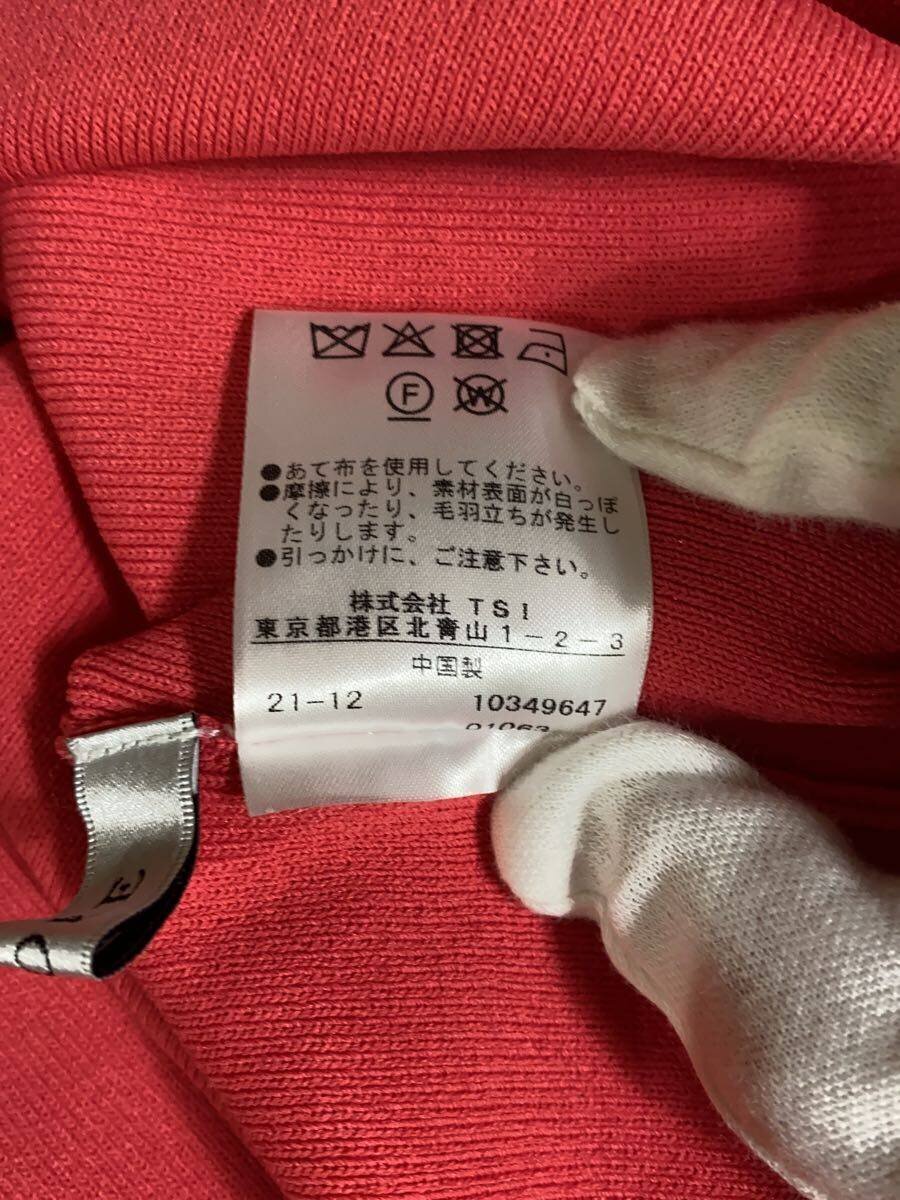 F W
●あて布を使用してください。
●摩擦により、素材表面が白っぽ
くなったり、毛羽立ちが発生し
たりします。
●引っかけに、ご注意下さい。
株式会社 TSI
東京都港区北青山1-2-3
中国製
21-12 10349647